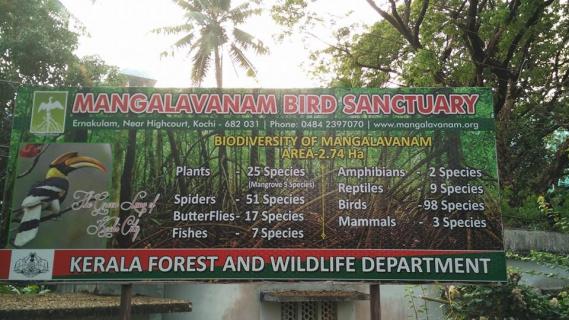 MANGALAVANAM BIRD SANCTUARY
Ernakulam, Near Highcourt, Kochi - 682 031 | Phone: 0484 2397070 | www.mangalavanam.org
BIODIVERSITY OF MANGALAVANAM
AREA-2.74 Ha
Plants - 25 Species
(Mangrove 5 Species)
Spiders - 51 Species
ButterFlies- 17 Species
Fishes - 7 Species
Amphibians - 2 Species
Reptiles - 9 Species
Birds -98 Species
Mammals - 3 Species
The Green Lung of
Kochi City
KERALA FOREST AND WILDLIFE DEPARTMENT